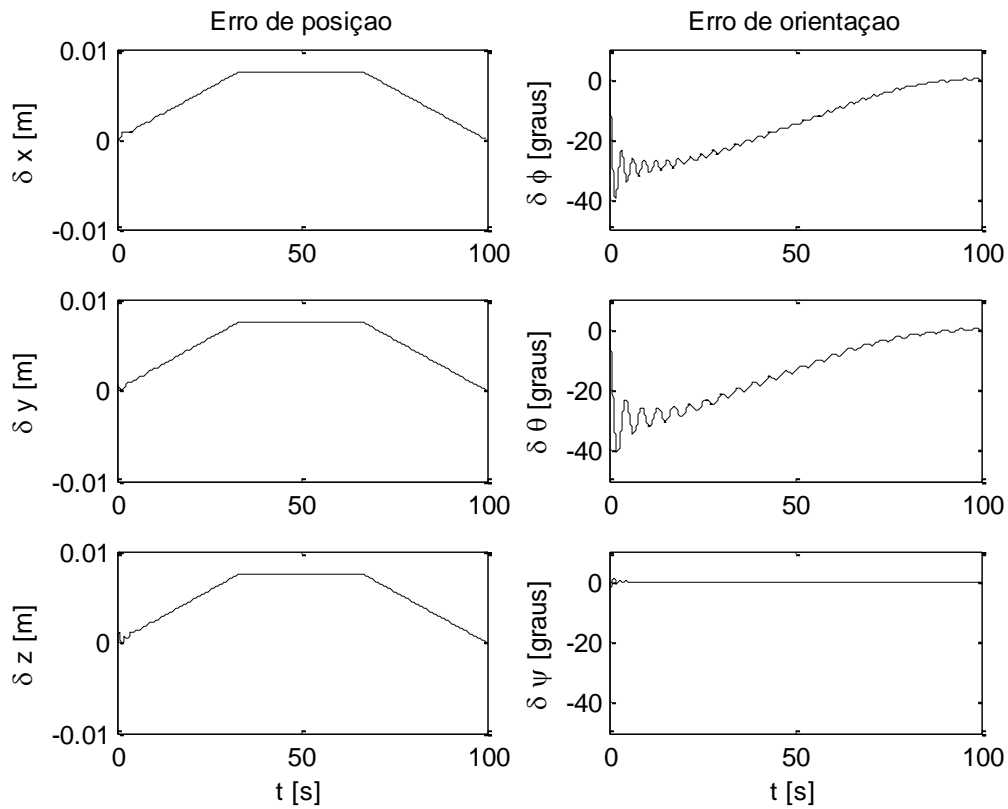 Erro de posiçao
Erro de orientaçao
0.01
0
-0.01
δ x [m]
0 50 100
0
-20
-40
δ ϕ [graus]
0 50 100
0.01
0
-0.01
δ y [m]
0 50 100
0
-20
-40
δ θ [graus]
0 50 100
0.01
0
-0.01
δ z [m]
0 50 100
t [s]
0
-20
-40
δ ψ [graus]
0 50 100
t [s]